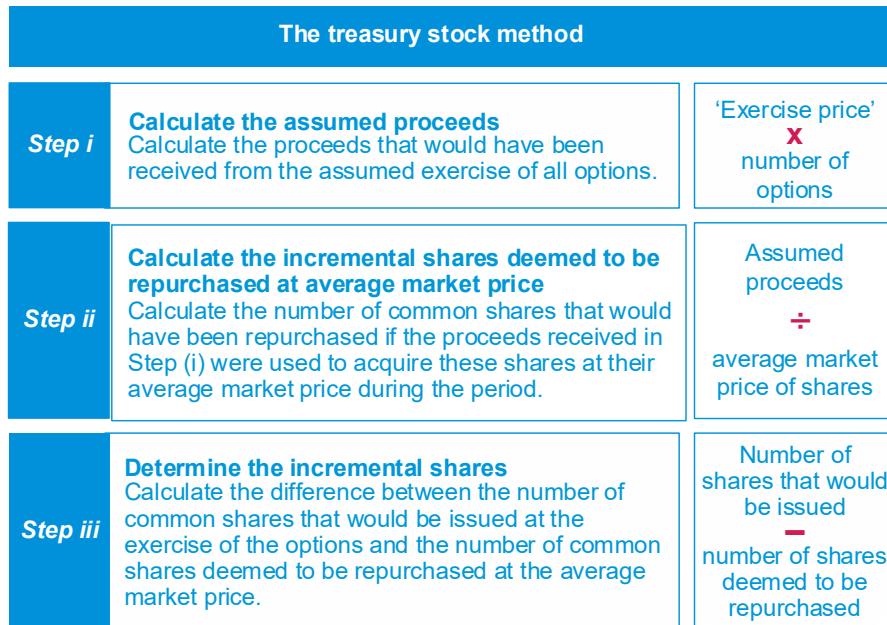 The treasury stock method
Step i
Calculate the assumed proceeds
Calculate the proceeds that would have been
received from the assumed exercise of all options.
‘Exercise price’
x
number of
options
Step ii
Calculate the incremental shares deemed to be
repurchased at average market price
Calculate the number of common shares that would
have been repurchased if the proceeds received in
Step (i) were used to acquire these shares at their
average market price during the period.
Assumed
proceeds
÷
average market
price of shares
Step iii
Determine the incremental shares
Calculate the difference between the number of
common shares that would be issued at the
exercise of the options and the number of common
shares deemed to be repurchased at the average
market price.
Number of
shares that would
be issued
–
number of shares
deemed to be
repurchased